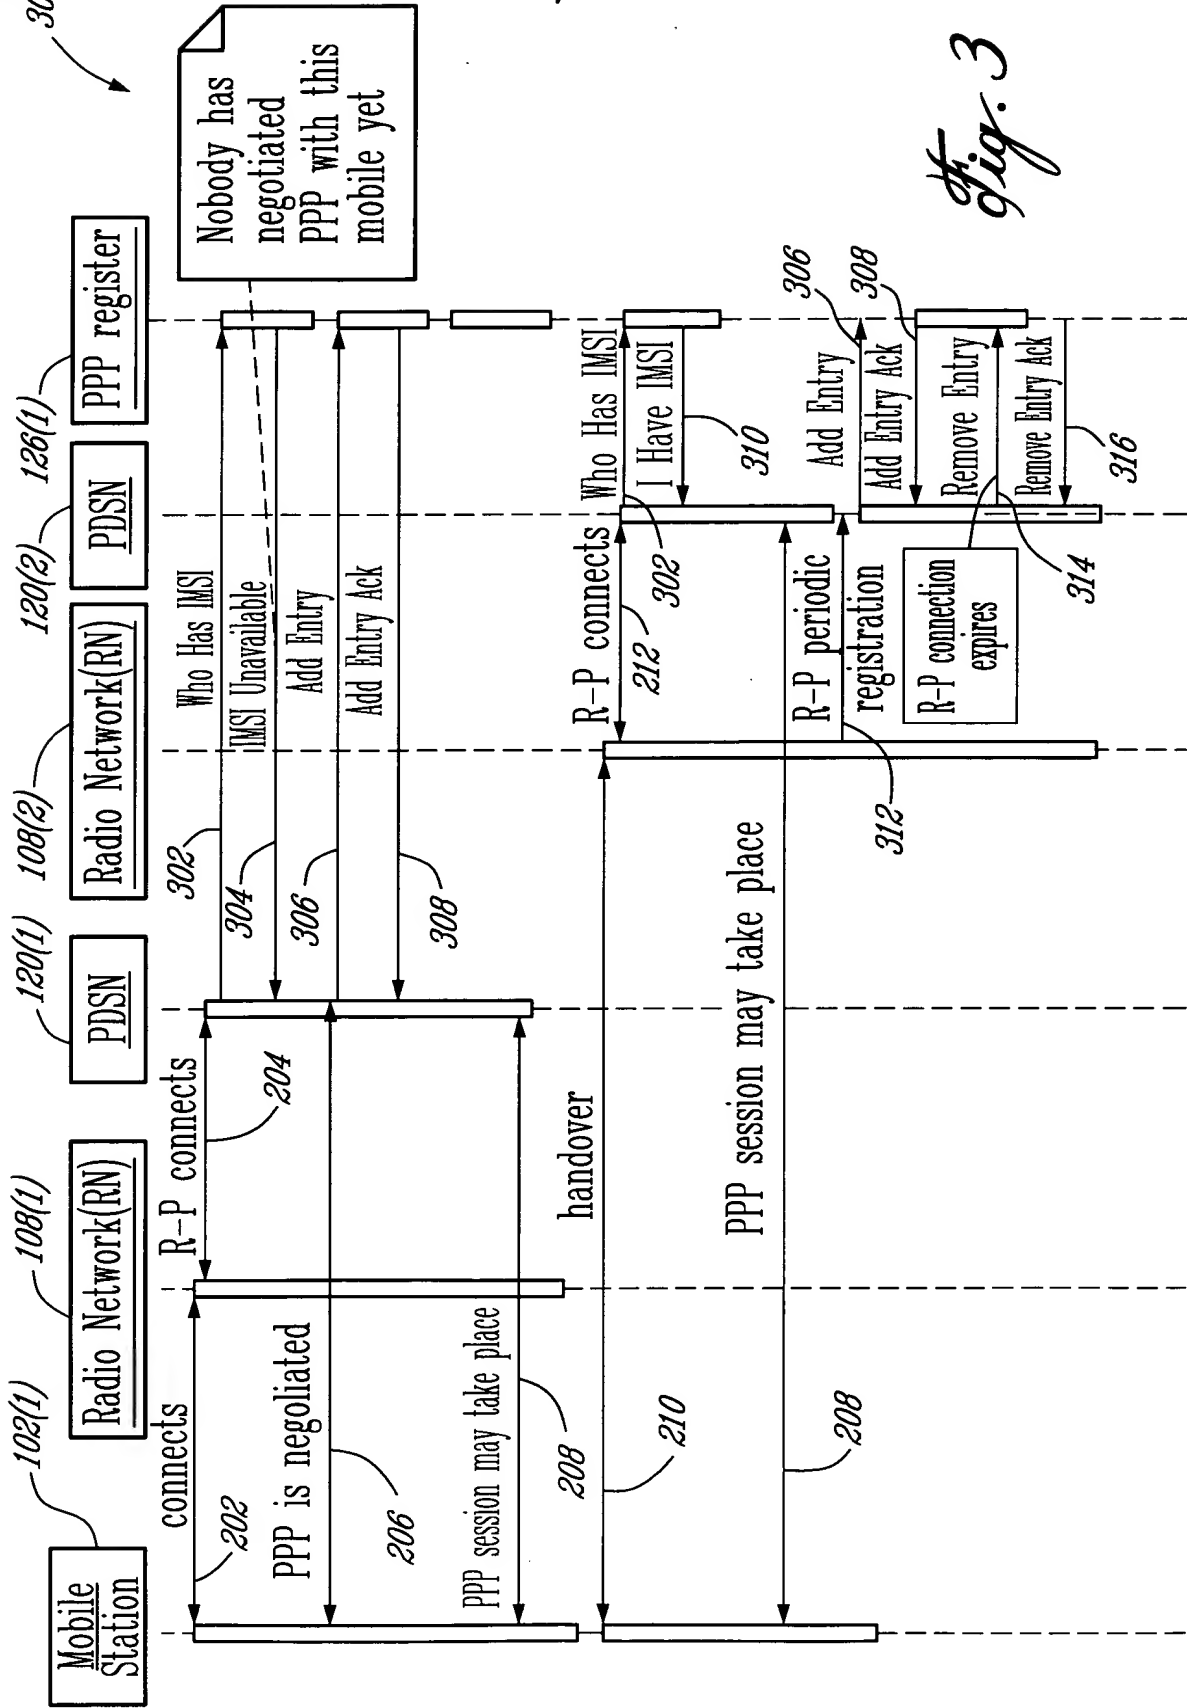 30
102(1)
108(1)
120(1)
108(2)
120(2)
126(1)
Mobile
Station
Radio Network(RN)
PDSN
Radio Network(RN)
PDSN
PPP register
Nobody has
negotiated
PPP with this
mobile yet
connects
202
R-P connects
204
Who Has IMSI
302
IMSI Unavailable
304
PPP is negoliated
206
Add Entry
306
Add Entry Ack
308
PPP session may take place
208
handover
210
R-P connects
212
Who Has IMSI
302
I Have IMSI
310
PPP session may take place
208
R-P periodic
registration
312
Add Entry
306
Add Entry Ack
308
R-P connection
expires
Remove Entry
314
Remove Entry Ack
316
Fig. 3